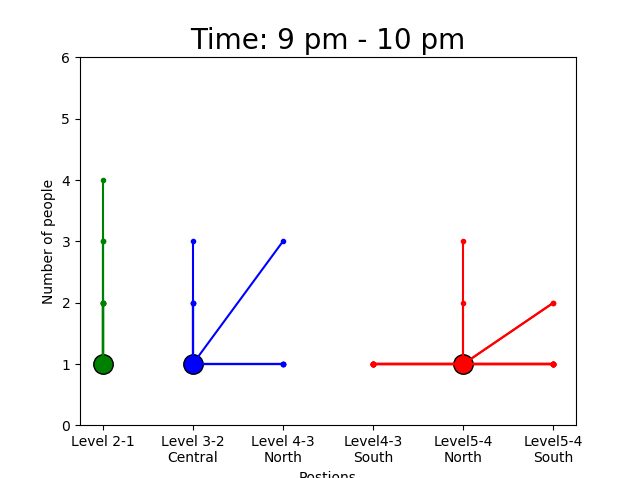 Time: 9 pm - 10 pm
6
5
4
3
2
1
0
Number of people
Level 2-1
Level 3-2
Central
Level 4-3
North
Level4-3
South
Level5-4
North
Level5-4
South
Postions